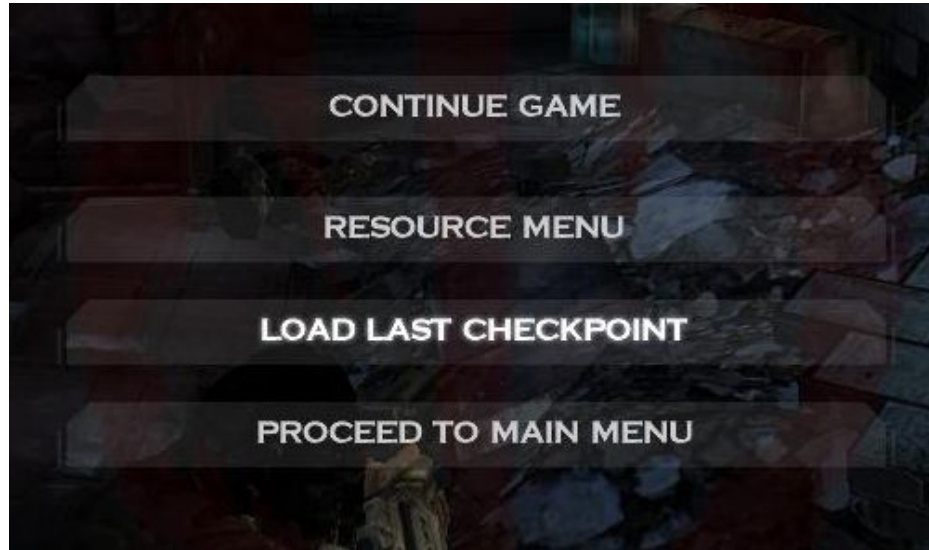 CONTINUE GAME
RESOURCE MENU
LOAD LAST CHECKPOINT
PROCEED TO MAIN MENU